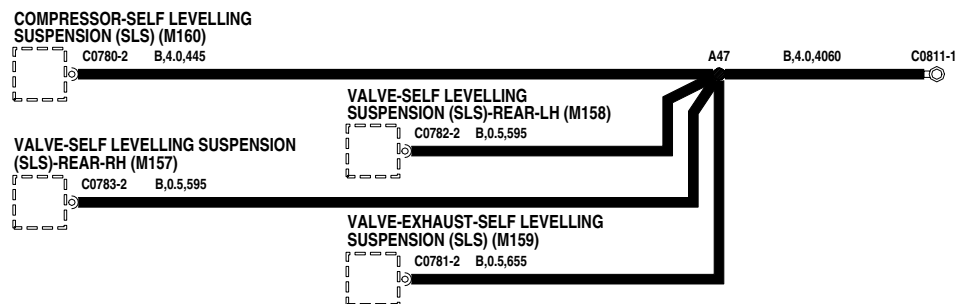 COMPRESSOR-SELF LEVELLING
SUSPENSION (SLS) (M160)
C0780-2 B,4.0,445
A47 B,4.0,4060 C0811-1
VALVE-SELF LEVELLING
SUSPENSION (SLS)-REAR-LH (M158)
C0782-2 B,0.5,595
VALVE-SELF LEVELLING SUSPENSION
(SLS)-REAR-RH (M157)
C0783-2 B,0.5,595
VALVE-EXHAUST-SELF LEVELLING
SUSPENSION (SLS) (M159)
C0781-2 B,0.5,655